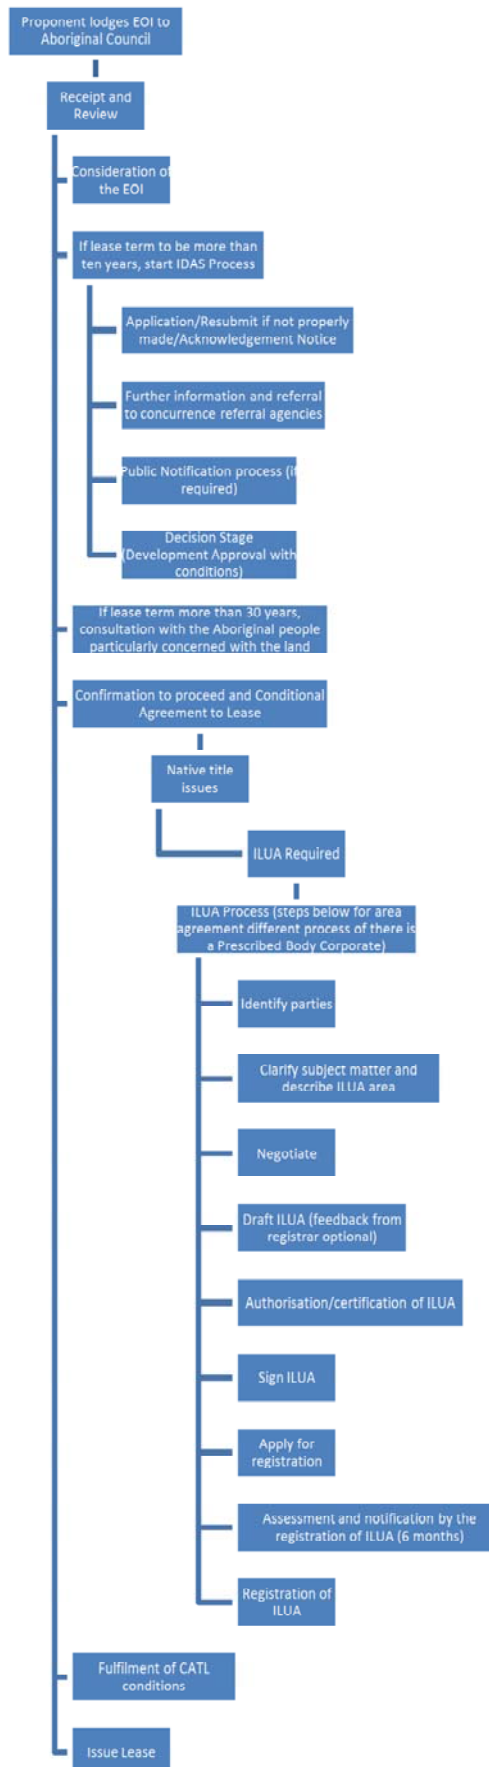 Proponent lodges EOI to
Aboriginal Council
Receipt and
Review
Consideration of
the EOI
If lease term to be more than
ten years, start IDAS Process
Application/Resubmit if not properly
made/Acknowledgement Notice
Further information and referral
to concurrence referral agencies
Public Notification process (if
required)
Decision Stage
(Development Approval with
conditions)
If lease term more than 30 years,
consultation with the Aboriginal people
particularly concerned with the land
Confirmation to proceed and Conditional
Agreement to Lease
Native title
issues
ILUA Required
ILUA Process (steps below for area
agreement different process of there is
a Prescribed Body Corporate)
Identify parties
Clarify subject matter and
describe ILUA area
Negotiate
Draft ILUA (feedback from
registrar optional)
Authorisation/certification of ILUA
Sign ILUA
Apply for
registration
Assessment and notification by the
registration of ILUA (6 months)
Registration of
ILUA
Fulfilment of CATL
conditions
Issue Lease